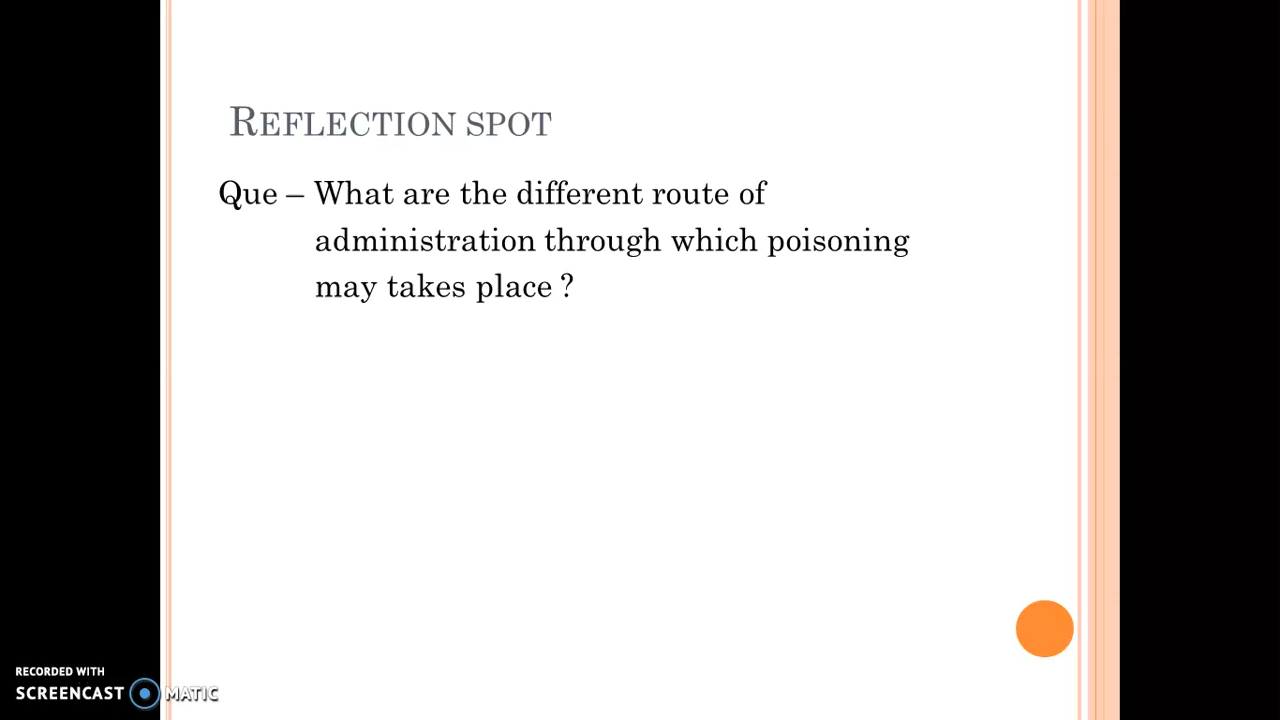 REFLECTION SPOT
Que – What are the different route of
administration through which poisoning
may takes place ?
RECORDED WITH
SCREENCAST MATIC